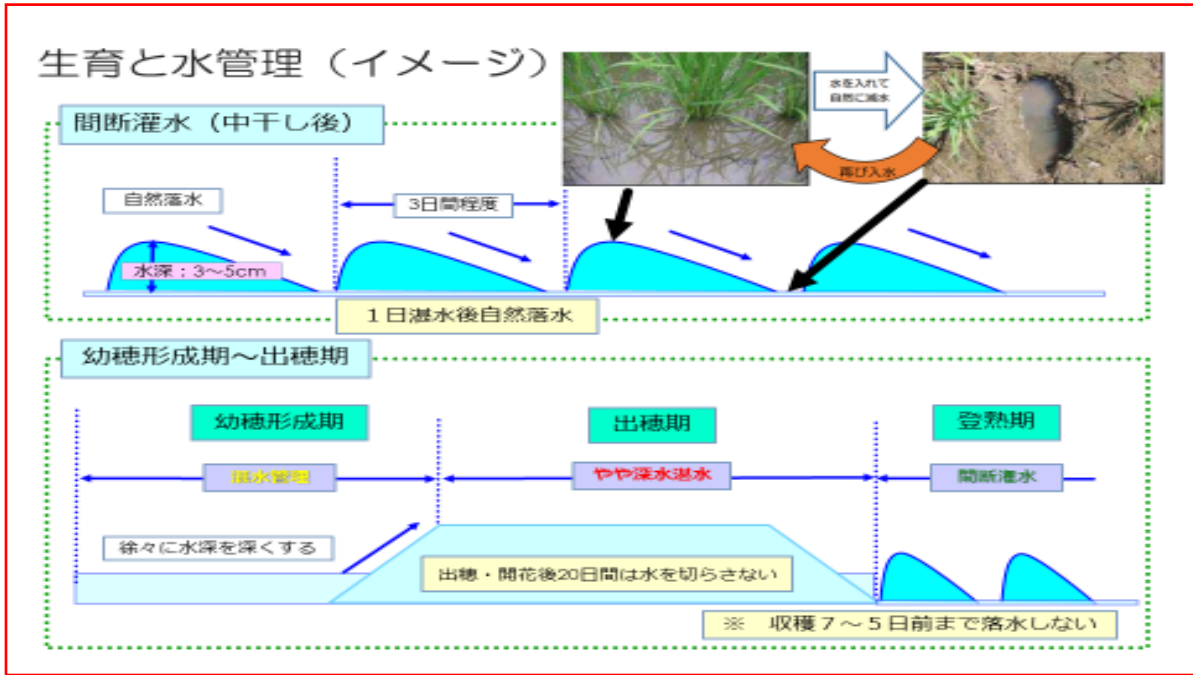 生育と水管理（イメージ）
水を入れて
自然に減水
再び入水
間断灌水（中干し後）
自然落水
3日間程度
水深：3～5cm
１日湛水後自然落水
幼穂形成期～出穂期
幼穂形成期
出穂期
登熟期
湛水管理
やや深水湛水
間断灌水
徐々に水深を深くする
出穂・開花後20日間は水を切らさない
※　収穫７～５日前まで落水しない